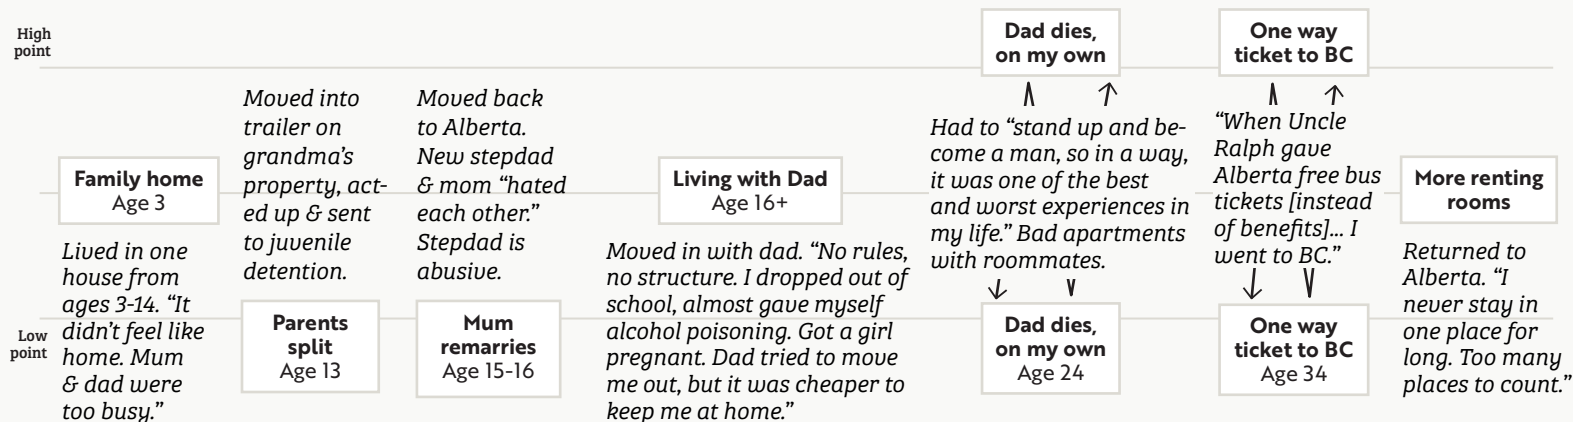 High
point
Low
point
Family home
Age 3
Lived in one
house from
ages 3-14. “It
didn’t feel like
home. Mum
& dad were
too busy.”
Moved into
trailer on
grandma’s
property, act-
ed up & sent
to juvenile
detention.
Parents
split
Age 13
Moved back
to Alberta.
New stepdad
& mom “hated
each other.”
Stepdad is
abusive.
Mum
remarries
Age 15-16
Living with Dad
Age 16+
Moved in with dad. “No rules,
no structure. I dropped out of
school, almost gave myself
alcohol poisoning. Got a girl
pregnant. Dad tried to move
me out, but it was cheaper to
keep me at home.”
Dad dies,
on my own
Had to “stand up and be-
come a man, so in a way,
it was one of the best
and worst experiences in
my life.” Bad apartments
with roommates.
Dad dies,
on my own
Age 24
One way
ticket to BC
“When Uncle
Ralph gave
Alberta free bus
tickets [instead
of benefits]... I
went to BC.”
One way
ticket to BC
Age 34
More renting
rooms
Returned to
Alberta. “I
never stay in
one place for
long. Too many
places to count.”